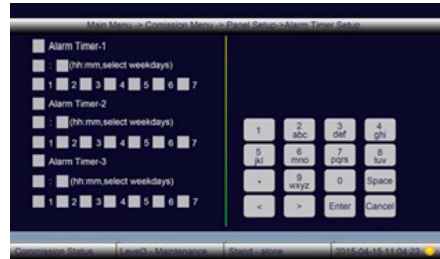 Main Menu -> Comission Menu -> Panel Setup->Alarm Timer Setup
Alarm Timer-1
: (hh:mm,select weekdays)
1 2 3 4 5 6 7
Alarm Timer-2
: (hh:mm,select weekdays)
1 2 3 4 5 6 7
Alarm Timer-3
: (hh:mm,select weekdays)
1 2 3 4 5 6 7
1 2 abc 3 def 4 ghi
5 jkl 6 mno 7 pqrs 8 tuv
. 9 wxyz 0 Space
< > Enter Cancel
Commission Status Level3 - Maintenance Stand - alone 2015-04-15 11:04:22